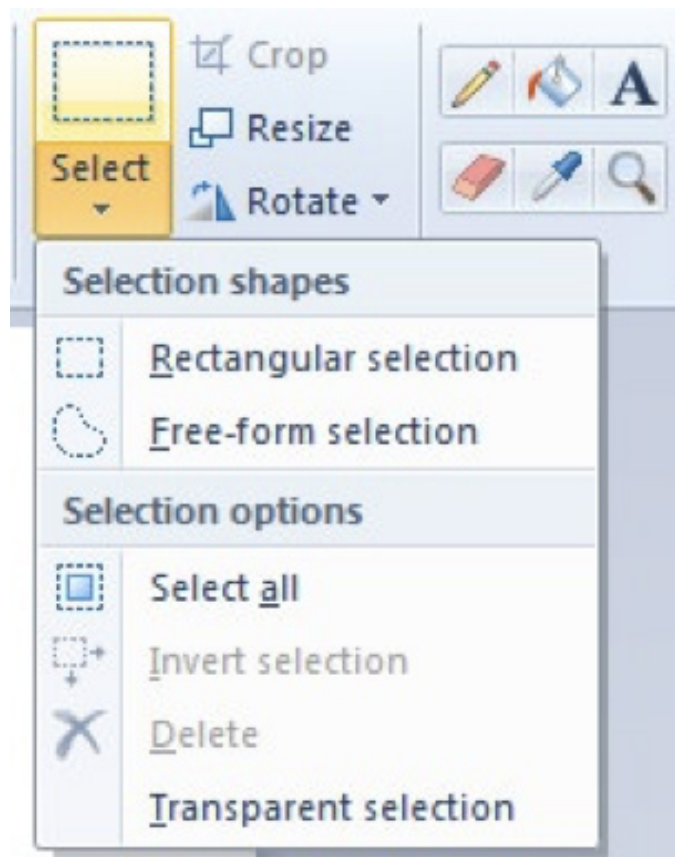 Select
Crop
Resize
Rotate
A
Selection shapes
Rectangular selection
Free-form selection
Selection options
Select all
Invert selection
Delete
Transparent selection